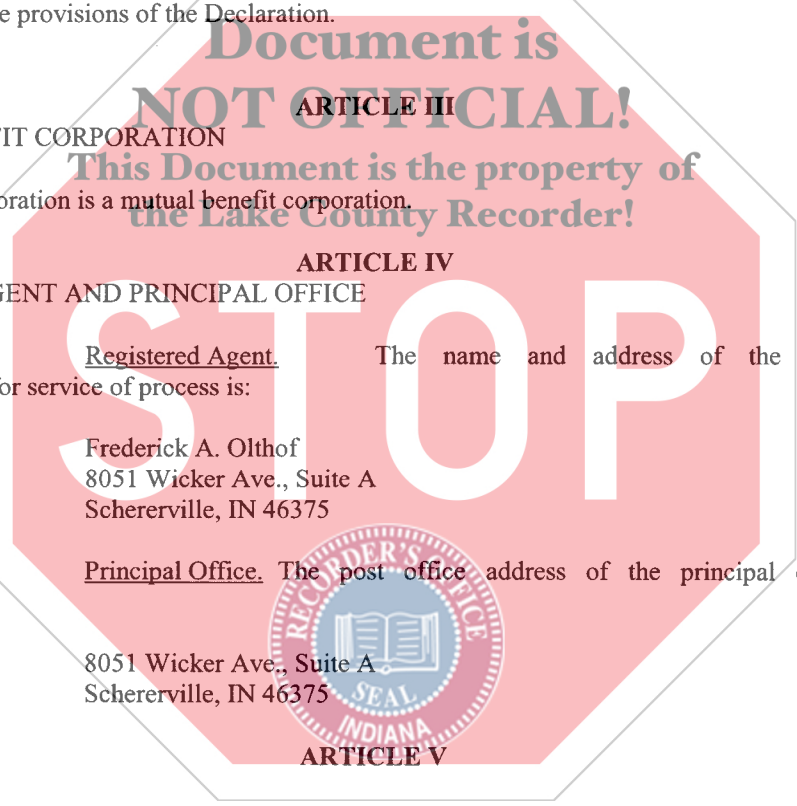 e provisions of the Declaration.
Document is
NOT OFFICIAL!
ARTICLE III
FIT CORPORATION
This Document is the property of
oration is a mutual benefit corporation.
the Lake County Recorder!
ARTICLE IV
GENT AND PRINCIPAL OFFICE
STOP
Registered Agent. The name and address of the
for service of process is:
Frederick A. Olthof
8051 Wicker Ave., Suite A
Schererville, IN 46375
RECORDER'S OFFICE
Principal Office. The post office address of the principal
8051 Wicker Ave., Suite A
Schererville, IN 46375
SEAL
INDIANA
ARTICLE V